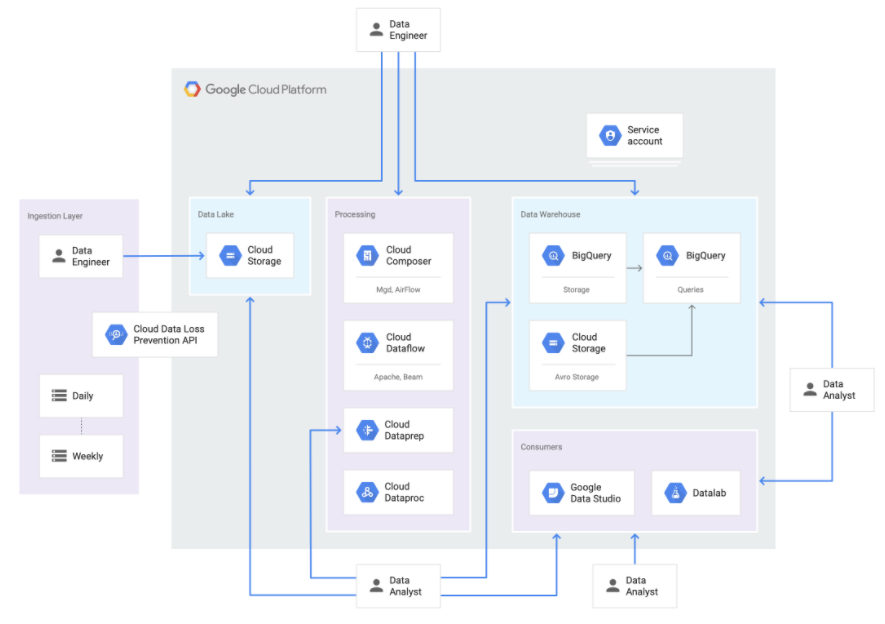 Data
Engineer
Google Cloud Platform
Service
account
Ingestion Layer
Data
Engineer
Cloud Data Loss
Prevention API
Daily
Weekly
Data Lake
Cloud
Storage
Processing
Cloud
Composer
Mgd, AirFlow
Cloud
Dataflow
Apache, Beam
Cloud
Dataprep
Cloud
Dataproc
Data Warehouse
BigQuery
Storage
BigQuery
Queries
Cloud
Storage
Avro Storage
Consumers
Google
Data Studio
Datalab
Data
Analyst
Data
Analyst
Data
Analyst